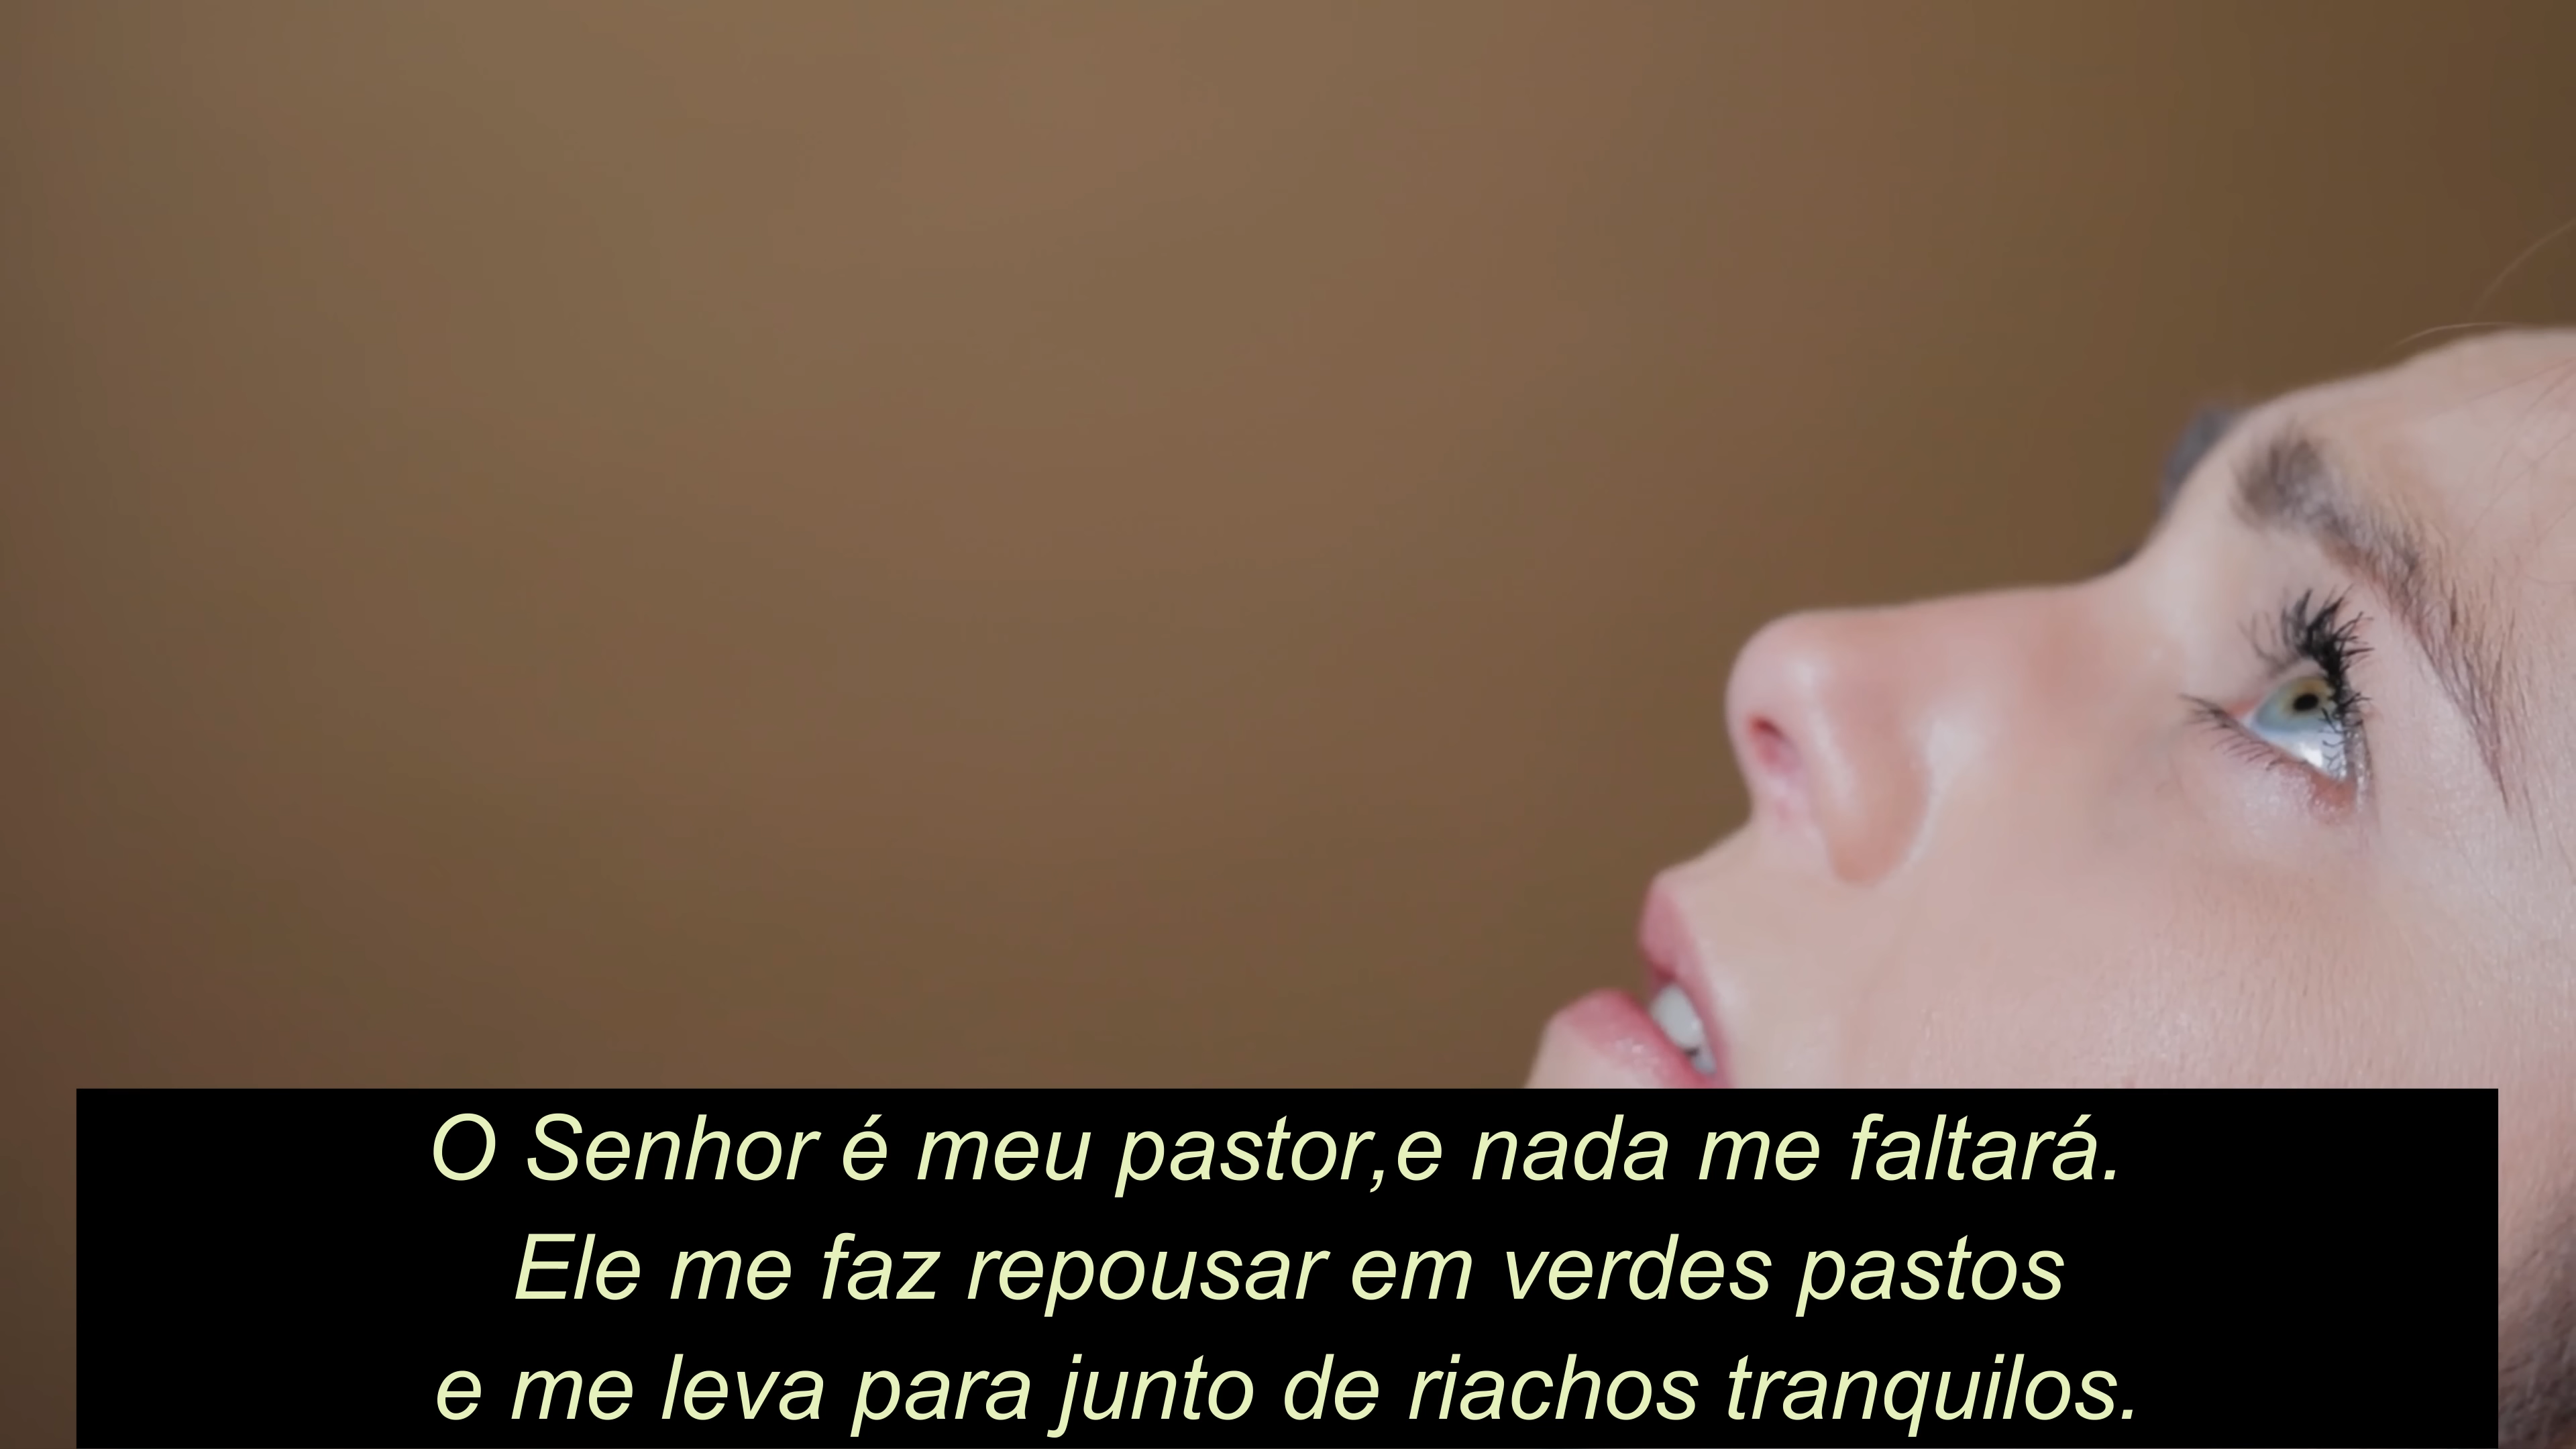 O Senhor é meu pastor,e nada me faltará.
Ele me faz repousar em verdes pastos
e me leva para junto de riachos tranquilos.